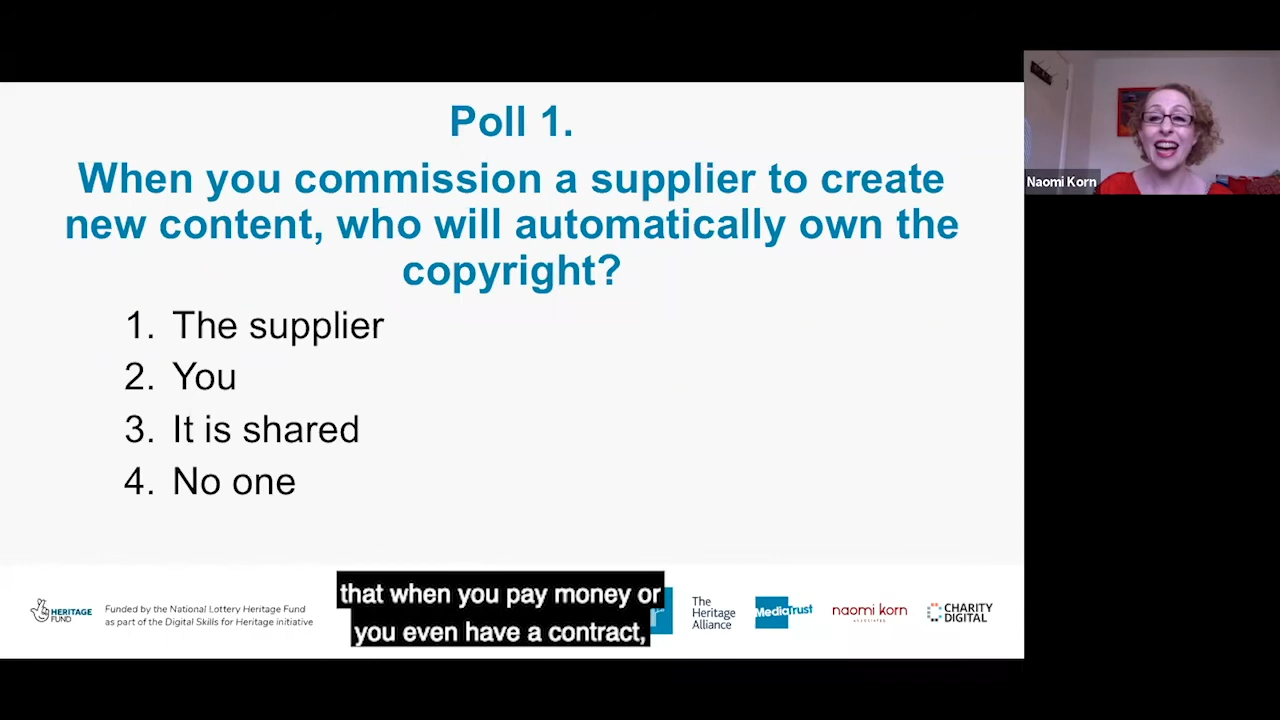 Poll 1.
When you commission a supplier to create
new content, who will automatically own the
copyright?
1. The supplier
2. You
3. It is shared
4. No one
Naomi Korn
HERITAGE
FUND
Funded by the National Lottery Heritage Fund
as part of the Digital Skills for Heritage initiative
that when you pay money or
you even have a contract,
The
Heritage
Alliance
MediaTrust
naomi korn
ASSOCIATES
CHARITY
DIGITAL